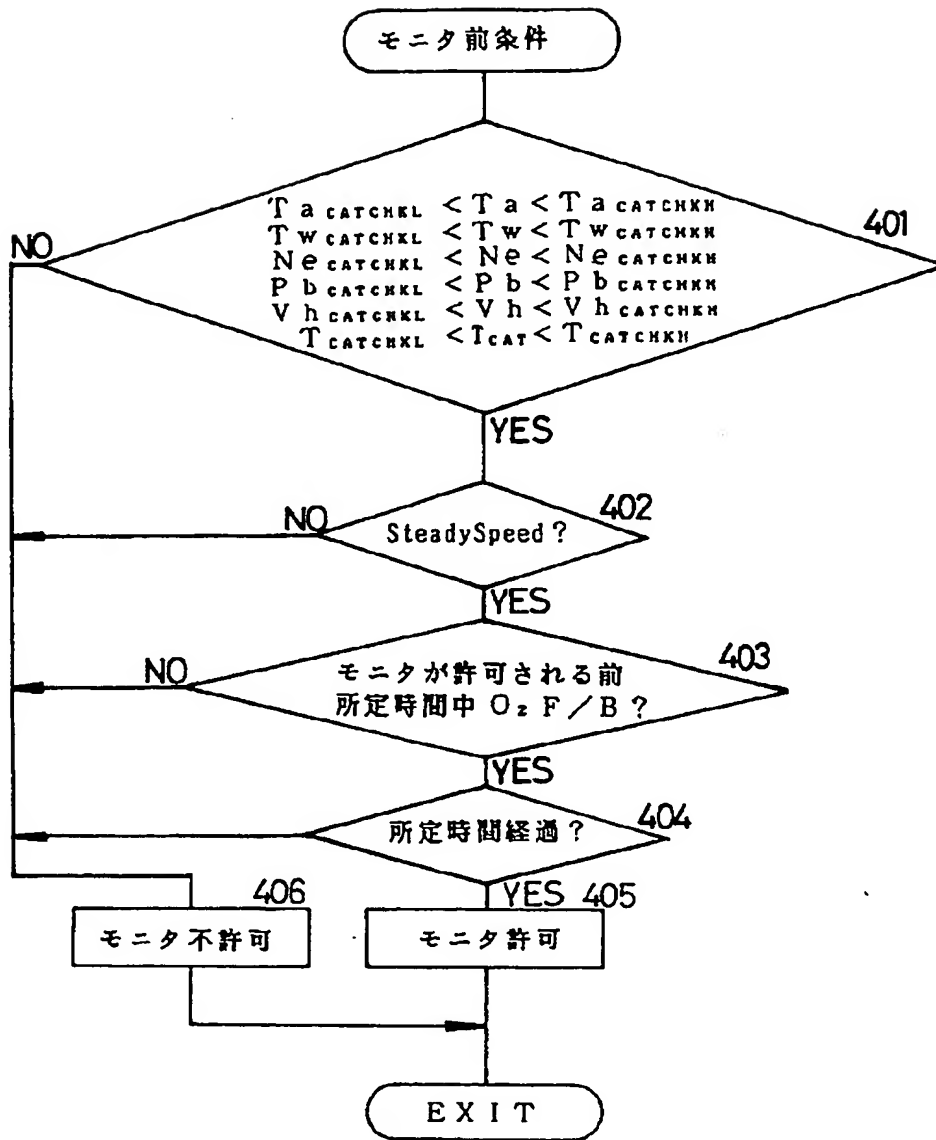 モニタ前条件
Ta CATCHKL < Ta < Ta CATCHKH
Tw CATCHKL < Tw < Tw CATCHKH
Ne CATCHKL < Ne < Ne CATCHKH
Pb CATCHKL < Pb < Pb CATCHKH
Vh CATCHKL < Vh < Vh CATCHKH
T CATCHKL < TCAT < T CATCHKH
401
NO
YES
402
NO
SteadySpeed?
YES
403
NO
モニタが許可される前
所定時間中 O₂ F/B?
YES
404
所定時間経過?
YES
406
405
モニタ不許可
モニタ許可
EXIT